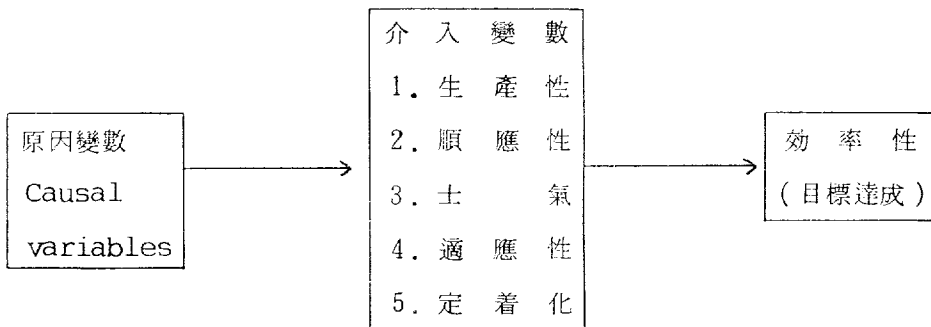 原因變數
Causal
variables
介入變數
1. 生產性
2. 順應性
3. 士氣
4. 適應性
5. 定着化
効率性
(目標達成)